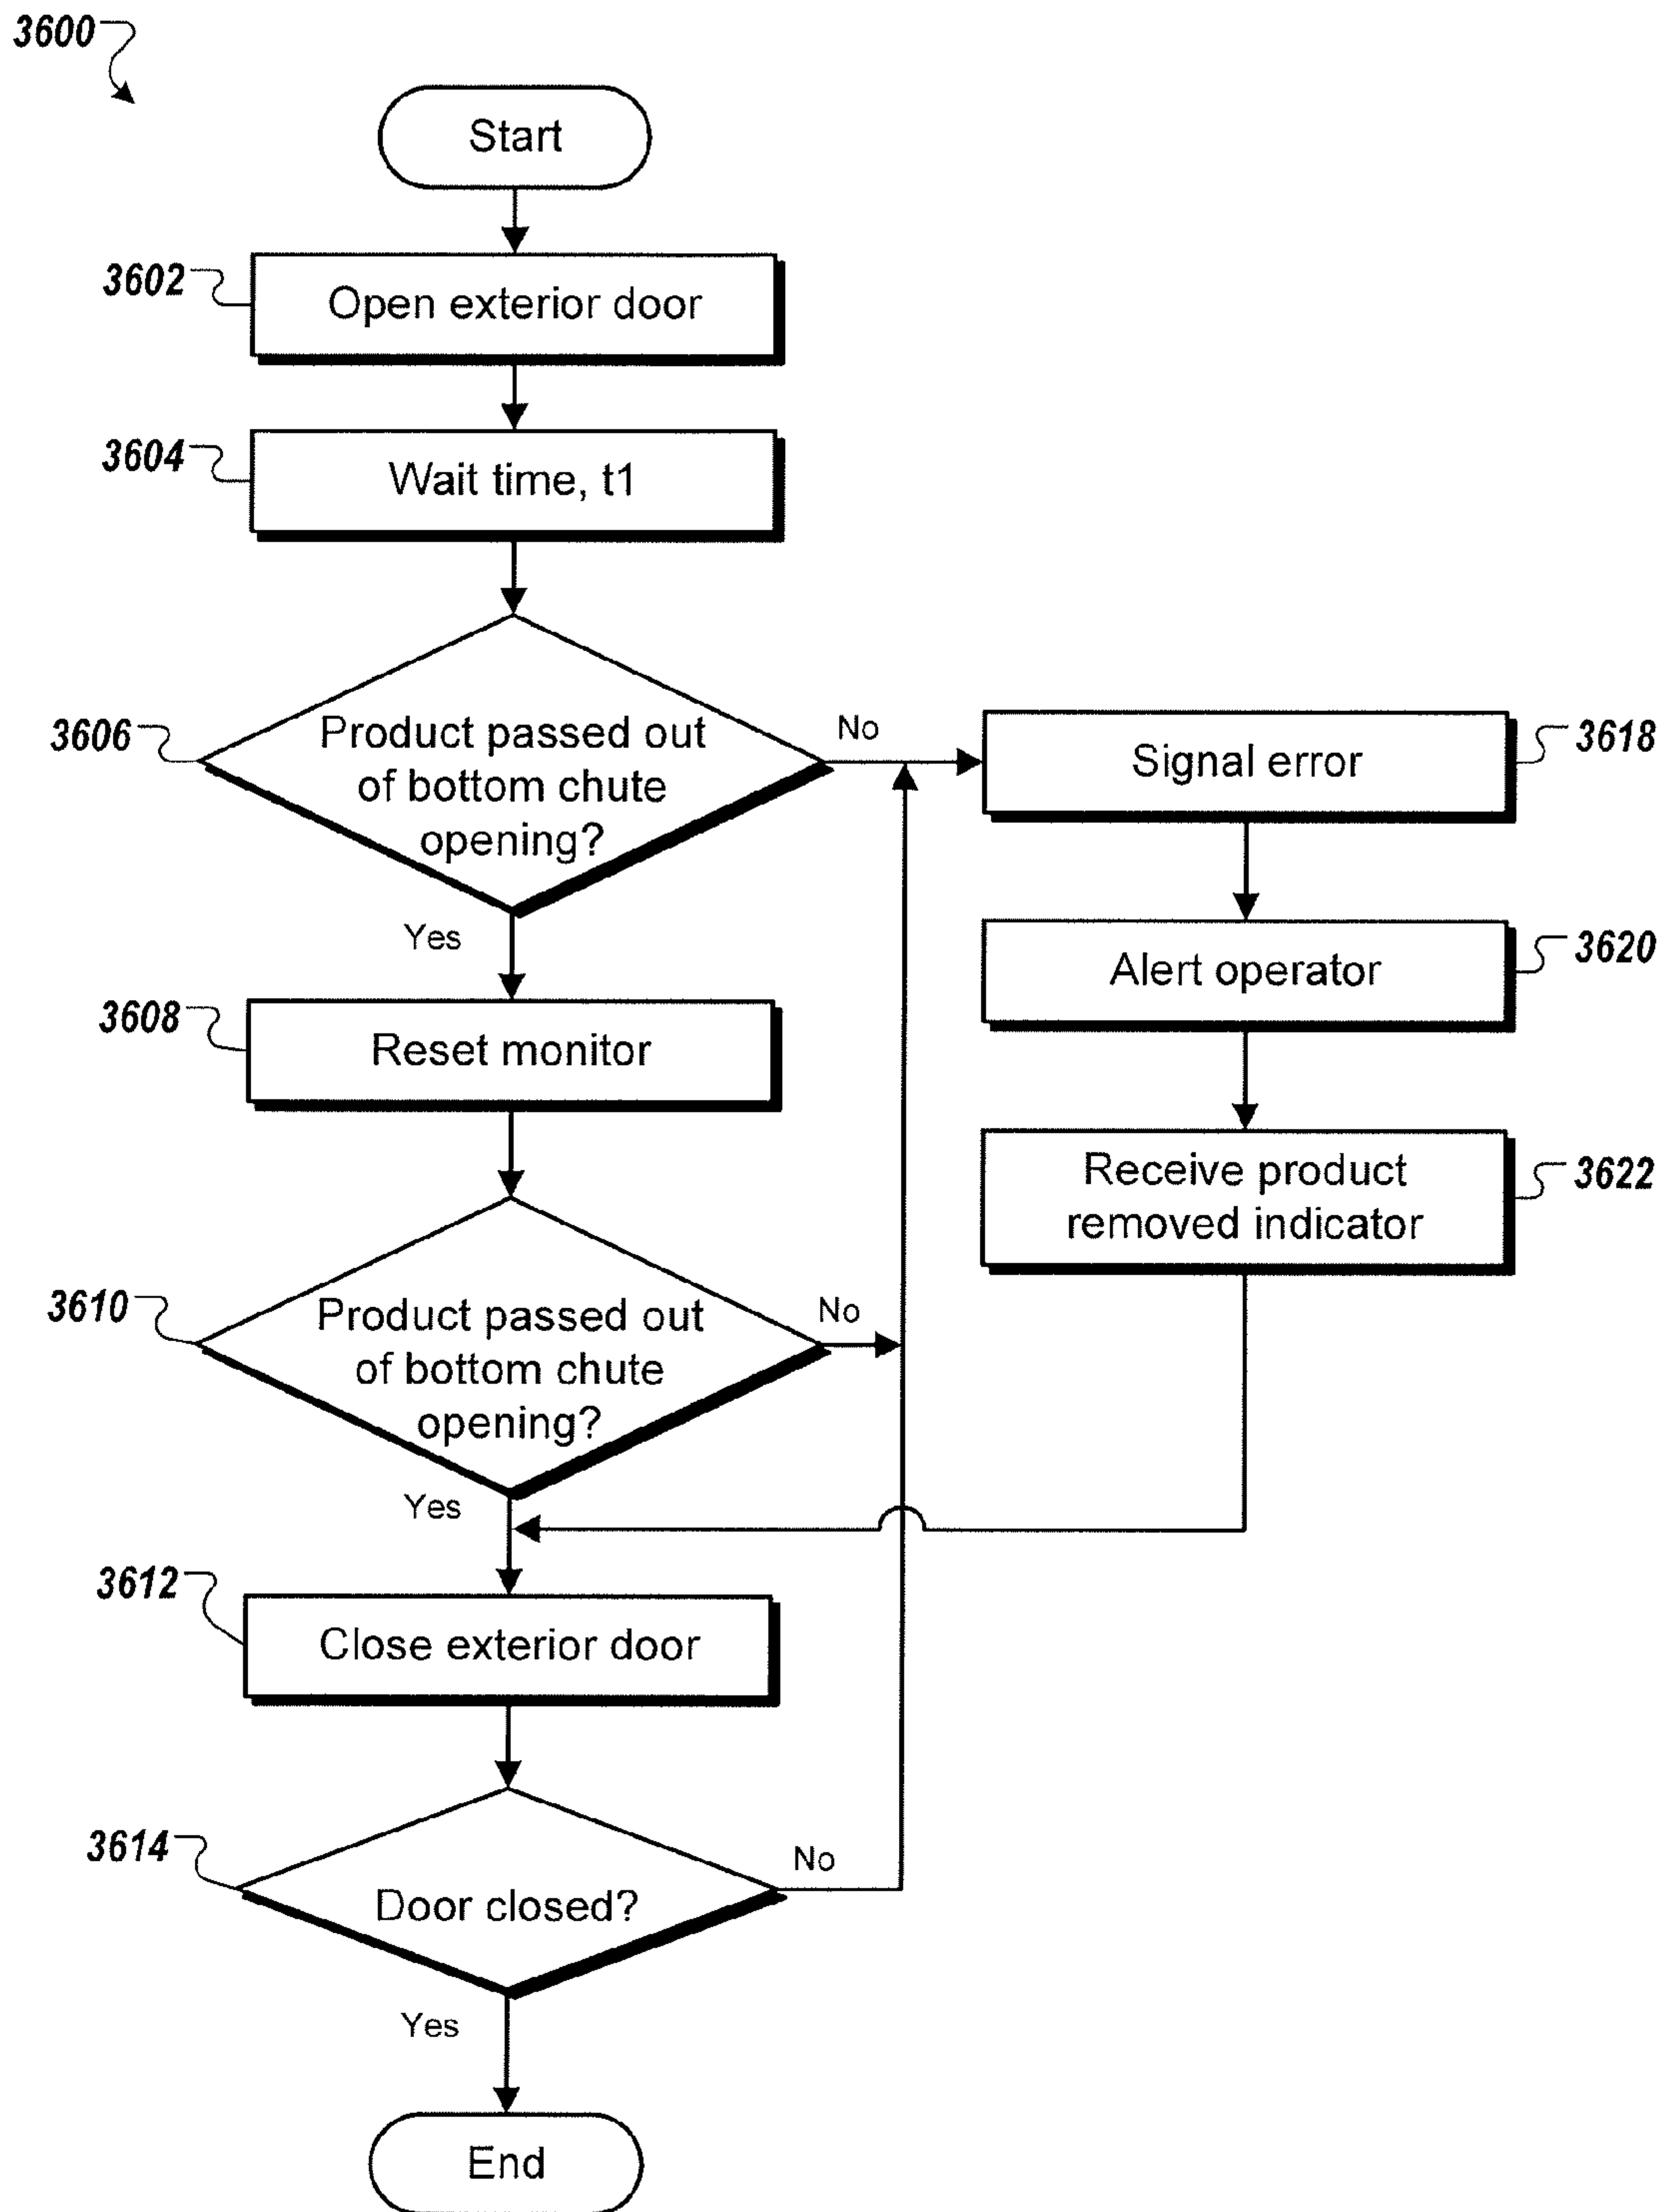 3600
Start
3602
Open exterior door
3604
Wait time, t1
3606
Product passed out
of bottom chute
opening?
No
Yes
3618
Signal error
3620
Alert operator
3622
Receive product
removed indicator
3608
Reset monitor
3610
Product passed out
of bottom chute
opening?
No
Yes
3612
Close exterior door
3614
Door closed?
No
Yes
End